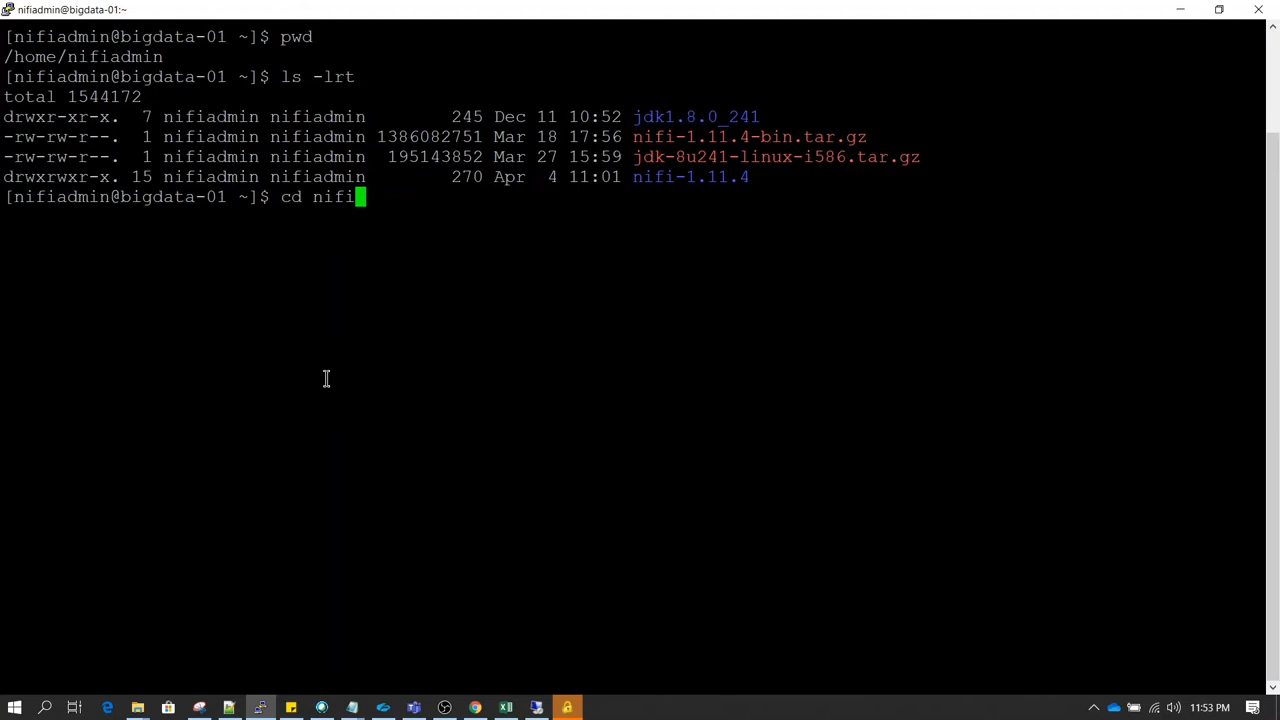 nifiadmin@bigdata-01:~
[nifiadmin@bigdata-01 ~]$ pwd
/home/nifiadmin
[nifiadmin@bigdata-01 ~]$ ls -lrt
total 1544172
drwxr-xr-x.  7 nifiadmin nifiadmin        245 Dec 11 10:52 jdk1.8.0_241
-rw-rw-r--.  1 nifiadmin nifiadmin 1386082751 Mar 18 17:56 nifi-1.11.4-bin.tar.gz
-rw-rw-r--.  1 nifiadmin nifiadmin  195143852 Mar 27 15:59 jdk-8u241-linux-i586.tar.gz
drwxrwxr-x. 15 nifiadmin nifiadmin        270 Apr  4 11:01 nifi-1.11.4
[nifiadmin@bigdata-01 ~]$ cd nifi
11:53 PM